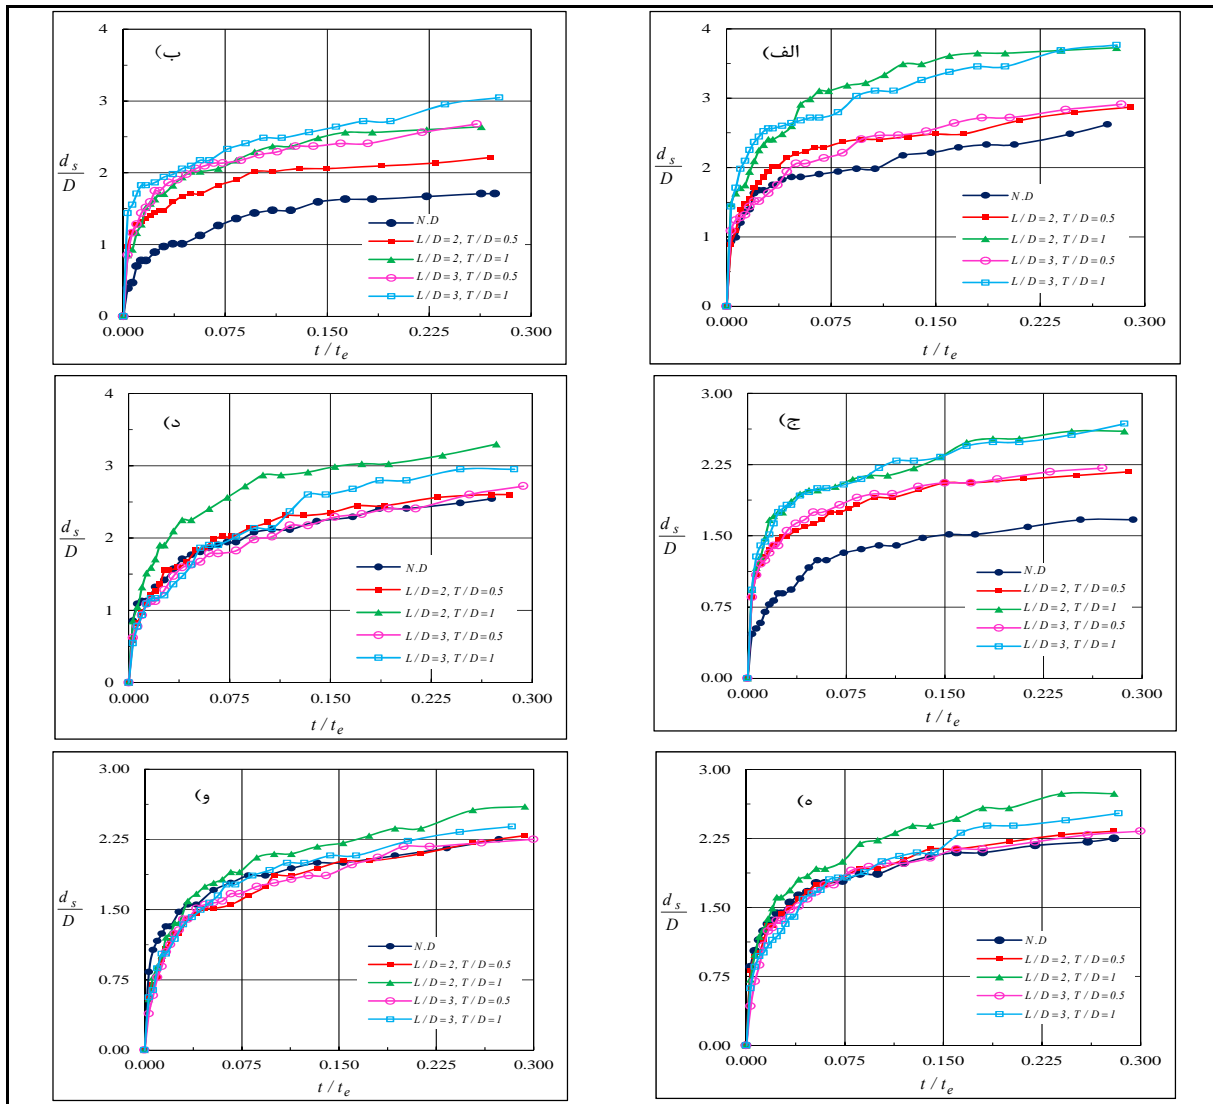 الف)
4
3
2
1
0
d_s / D
0.000 0.075 0.150 0.225 0.300
t / t_e
N.D
L/D=2, T/D=0.5
L/D=2, T/D=1
L/D=3, T/D=0.5
L/D=3, T/D=1
ب)
4
3
2
1
0
d_s / D
0.000 0.075 0.150 0.225 0.300
t / t_e
N.D
L/D=2, T/D=0.5
L/D=2, T/D=1
L/D=3, T/D=0.5
L/D=3, T/D=1
ج)
3.00
2.25
1.50
0.75
0.00
d_s / D
0.000 0.075 0.150 0.225 0.300
t / t_e
N.D
L/D=2, T/D=0.5
L/D=2, T/D=1
L/D=3, T/D=0.5
L/D=3, T/D=1
د)
4
3
2
1
0
d_s / D
0.000 0.075 0.150 0.225 0.300
t / t_e
N.D
L/D=2, T/D=0.5
L/D=2, T/D=1
L/D=3, T/D=0.5
L/D=3, T/D=1
ه)
3.00
2.25
1.50
0.75
0.00
d_s / D
0.000 0.075 0.150 0.225 0.300
t / t_e
N.D
L/D=2, T/D=0.5
L/D=2, T/D=1
L/D=3, T/D=0.5
L/D=3, T/D=1
و)
3.00
2.25
1.50
0.75
0.00
d_s / D
0.000 0.075 0.150 0.225 0.300
t / t_e
N.D
L/D=2, T/D=0.5
L/D=2, T/D=1
L/D=3, T/D=0.5
L/D=3, T/D=1